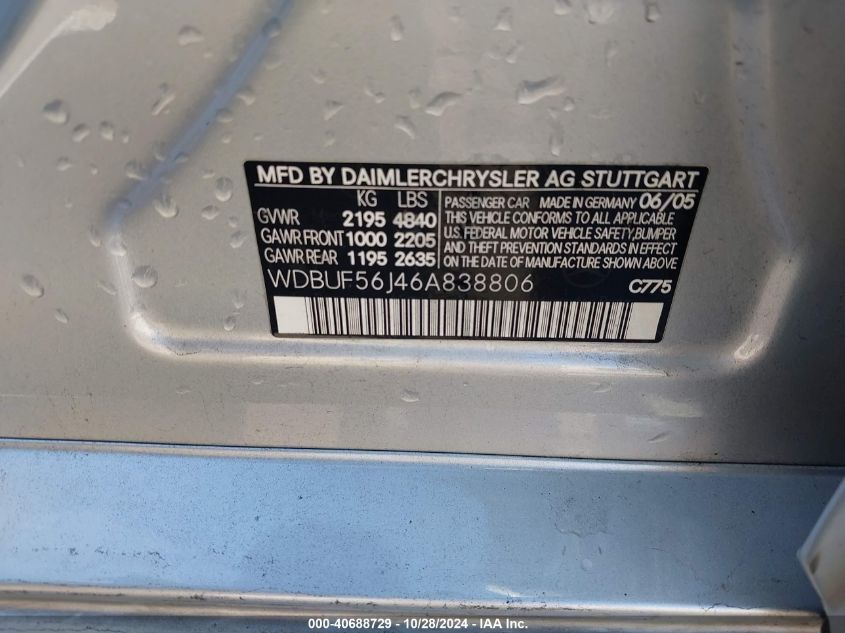 MFD BY DAIMLERCHRYSLER AG STUTTGART
KG LBS
GVWR 2195 4840
GAWR FRONT 1000 2205
GAWR REAR 1195 2635
PASSENGER CAR MADE IN GERMANY 06/05
THIS VEHICLE CONFORMS TO ALL APPLICABLE
U.S. FEDERAL MOTOR VEHICLE SAFETY,BUMPER
AND THEFT PREVENTION STANDARDS IN EFFECT
ON THE DATE OF MANUFACTURE SHOWN ABOVE
WDBUF56J46A838806
C775
000-40688729 - 10/28/2024 - IAAI.com